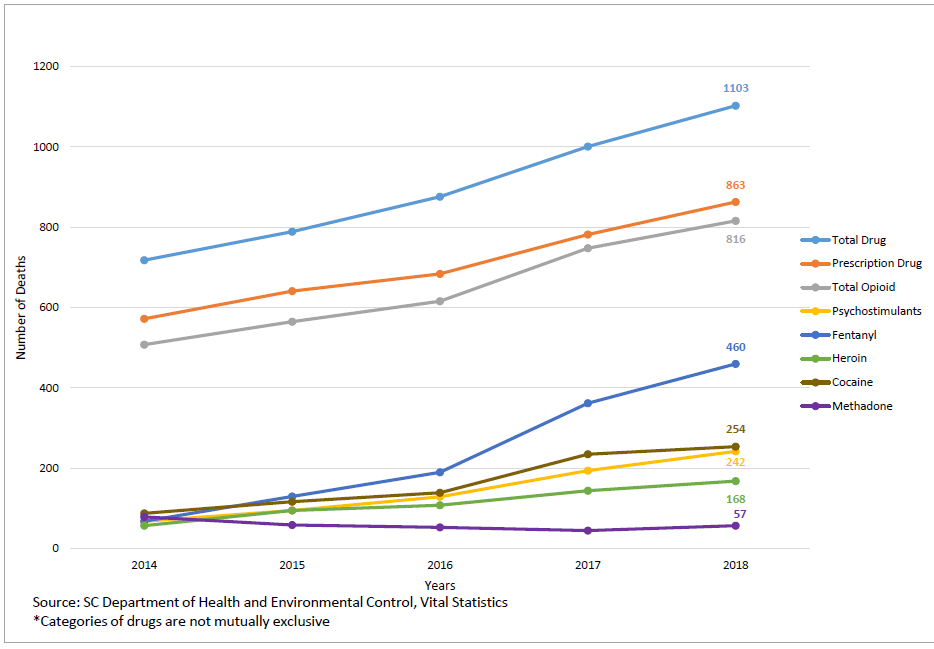 1200
1103
1000
863
800
816
Total Drug
Prescription Drug
Total Opioid
Psychostimulants
Fentanyl
Heroin
Cocaine
Methadone
Number of Deaths
600
460
400
254
200
242
168
57
0
2014 2015 2016 2017 2018
Years
Source: SC Department of Health and Environmental Control, Vital Statistics
*Categories of drugs are not mutually exclusive